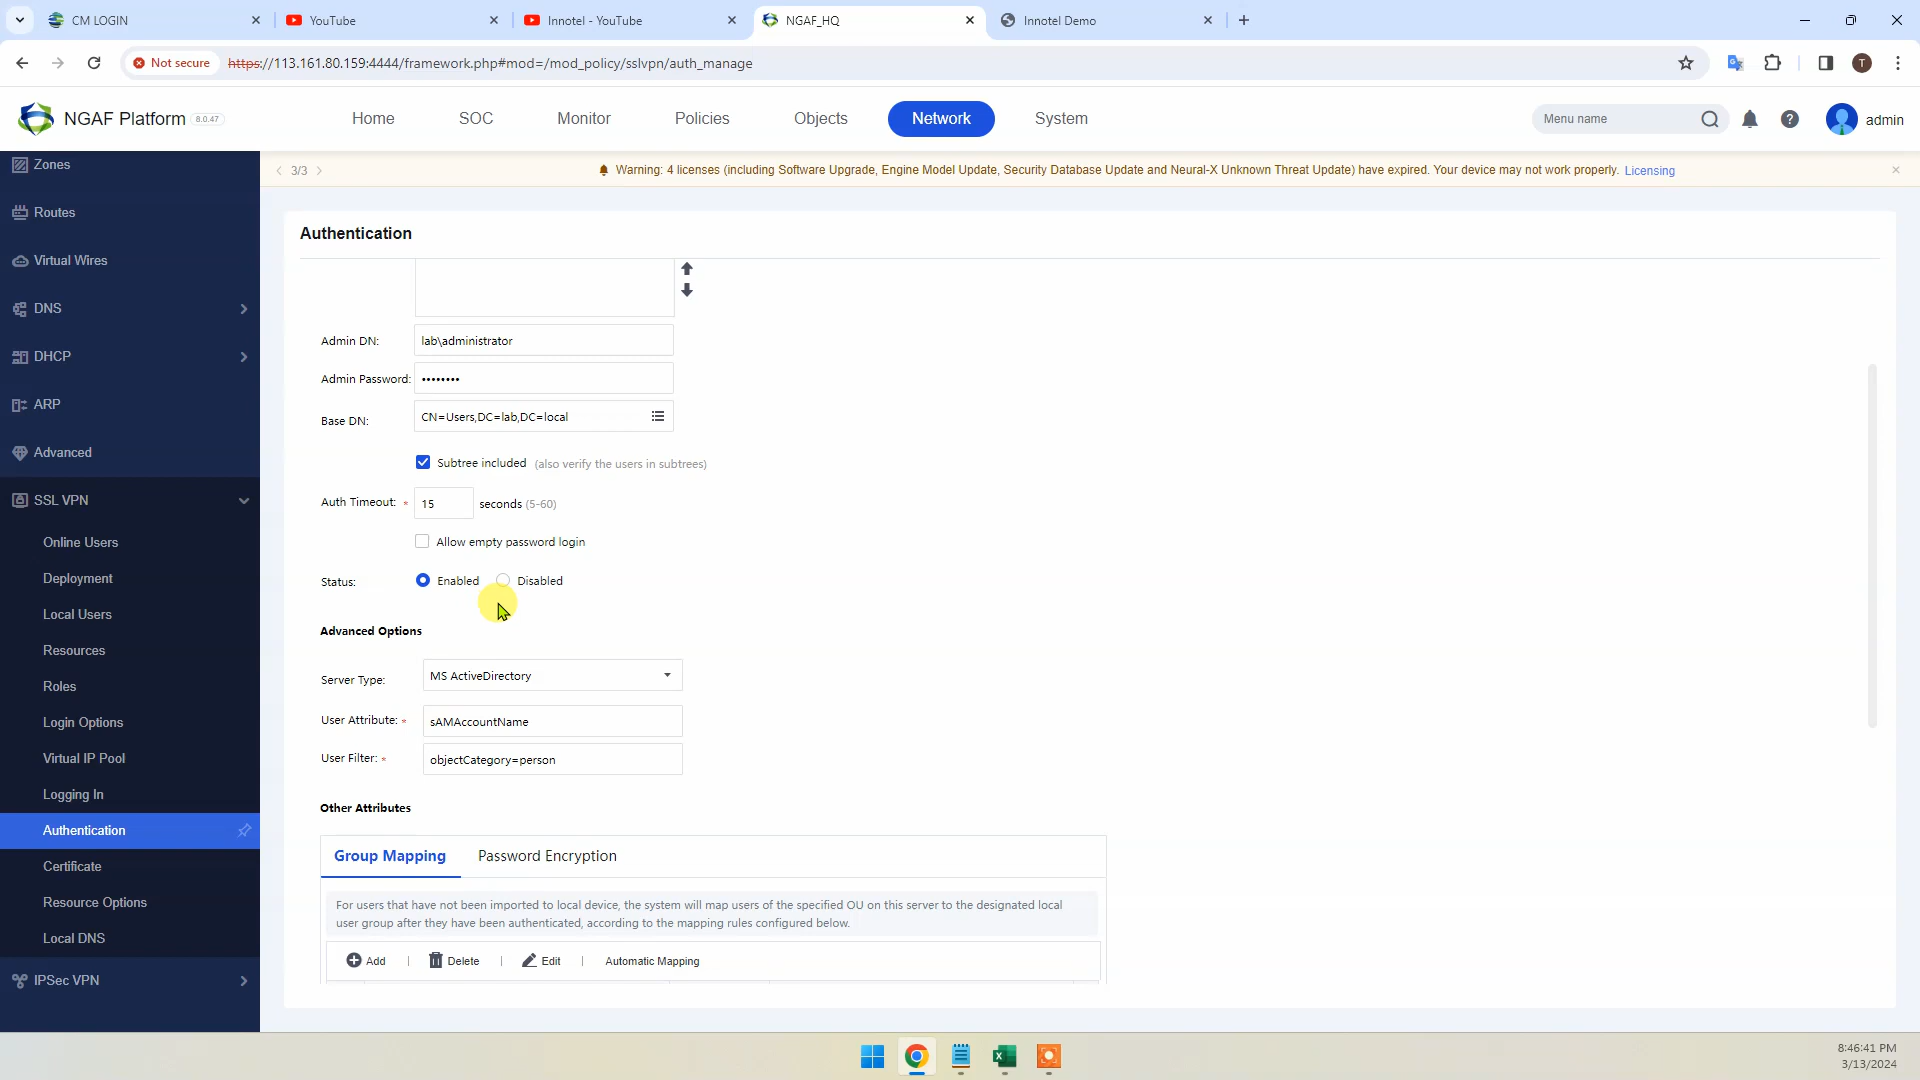 CM LOGIN
YouTube
Innotel - YouTube
NGAF_HQ
Innotel Demo
Not secure
https://113.161.80.159:4444/framework.php#mod=/mod_policy/sslvpn/auth_manage
T
NGAF Platform 8.0.47
Home
SOC
Monitor
Policies
Objects
Network
System
Menu name
admin
3/3
Warning: 4 licenses (including Software Upgrade, Engine Model Update, Security Database Update and Neural-X Unknown Threat Update) have expired. Your device may not work properly. Licensing
Zones
Routes
Virtual Wires
DNS
DHCP
ARP
Advanced
SSL VPN
Online Users
Deployment
Local Users
Resources
Roles
Login Options
Virtual IP Pool
Logging In
Authentication
Certificate
Resource Options
Local DNS
IPSec VPN
Authentication
Admin DN: lab\administrator
Admin Password: ••••••••
Base DN: CN=Users,DC=lab,DC=local
Subtree included (also verify the users in subtrees)
Auth Timeout: * 15 seconds (5-60)
Allow empty password login
Status: Enabled Disabled
Advanced Options
Server Type: MS ActiveDirectory
User Attribute: * sAMAccountName
User Filter: * objectCategory=person
Other Attributes
Group Mapping Password Encryption
For users that have not been imported to local device, the system will map users of the specified OU on this server to the designated local
user group after they have been authenticated, according to the mapping rules configured below.
Add | Delete | Edit | Automatic Mapping
8:46:41 PM
3/13/2024